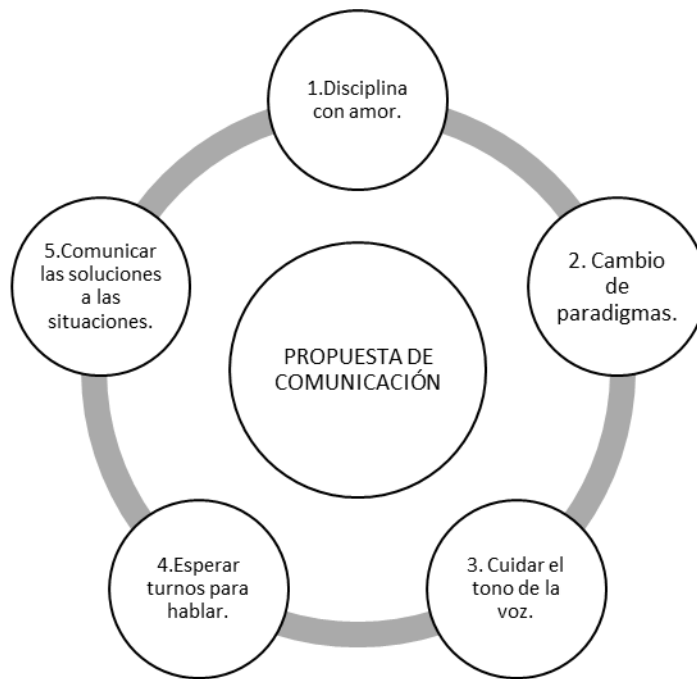 1.Disciplina
con amor.
2. Cambio
de
paradigmas.
3. Cuidar el
tono de la
voz.
4.Esperar
turnos para
hablar.
5.Comunicar
las soluciones
a las
situaciones.
PROPUESTA DE
COMUNICACIÓN